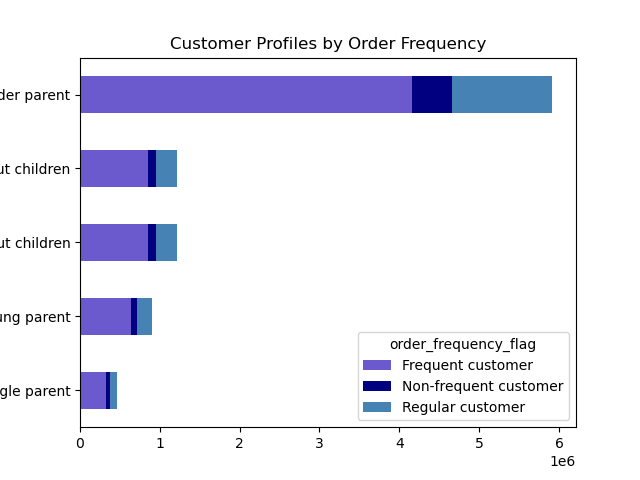 Customer Profiles by Order Frequency
der parent
ut children
ut children
ung parent
gle parent
order_frequency_flag
Frequent customer
Non-frequent customer
Regular customer
0 1 2 3 4 5 6
1e6